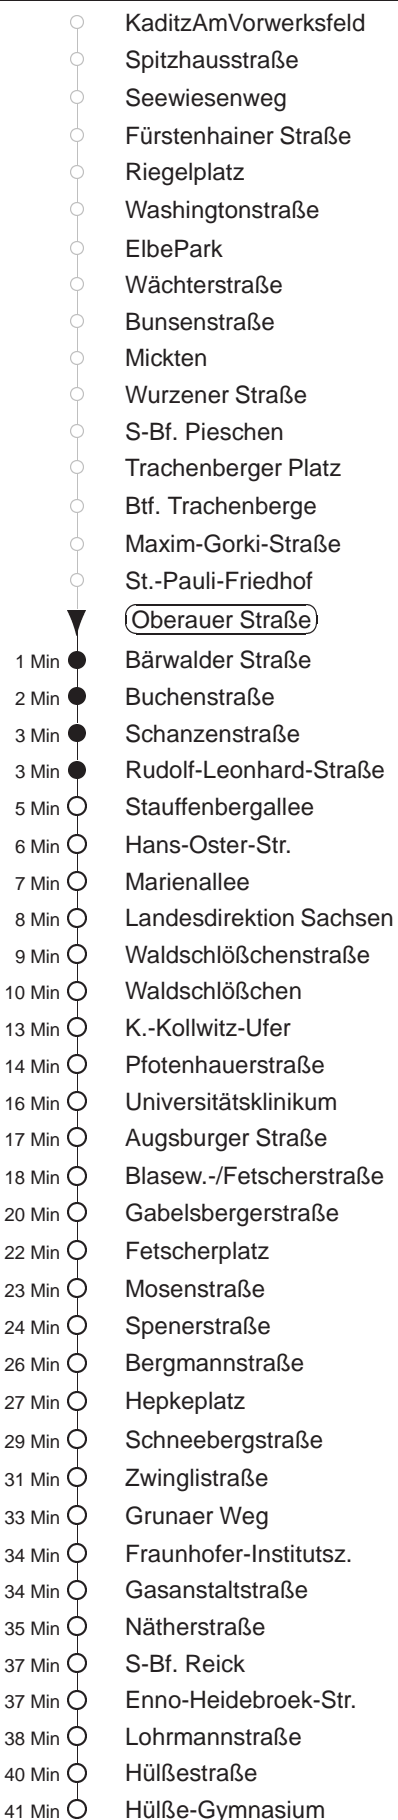 KaditzAmVorwerksfeld
Spitzhausstraße
Seewiesenweg
Fürstenhainer Straße
Riegelplatz
Washingtonstraße
ElbePark
Wächterstraße
Bunsenstraße
Mickten
Wurzener Straße
S-Bf. Pieschen
Trachenberger Platz
Btf. Trachenberge
Maxim-Gorki-Straße
St.-Pauli-Friedhof
Oberauer Straße
1 Min Bärwalder Straße
2 Min Buchenstraße
3 Min Schanzenstraße
3 Min Rudolf-Leonhard-Straße
5 Min Stauffenbergallee
6 Min Hans-Oster-Str.
7 Min Marienallee
8 Min Landesdirektion Sachsen
9 Min Waldschlößchenstraße
10 Min Waldschlößchen
13 Min K.-Kollwitz-Ufer
14 Min Pfotenhauerstraße
16 Min Universitätsklinikum
17 Min Augsburger Straße
18 Min Blasew.-/Fetscherstraße
20 Min Gabelsbergerstraße
22 Min Fetscherplatz
23 Min Mosenstraße
24 Min Spenerstraße
26 Min Bergmannstraße
27 Min Hepkeplatz
29 Min Schneebergstraße
31 Min Zwinglistraße
33 Min Grunaer Weg
34 Min Fraunhofer-Institutsz.
34 Min Gasanstaltstraße
35 Min Nätherstraße
37 Min S-Bf. Reick
37 Min Enno-Heidebroek-Str.
38 Min Lohrmannstraße
40 Min Hülßestraße
41 Min Hülße-Gymnasium